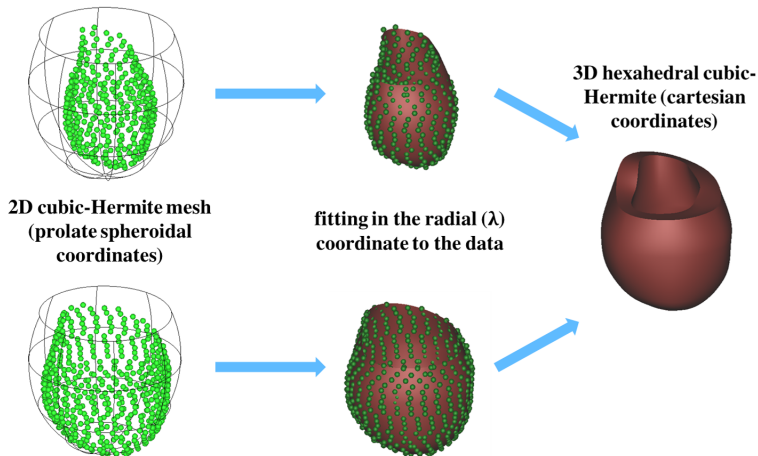 2D cubic-Hermite mesh
(prolate spheroidal
coordinates)
fitting in the radial (λ)
coordinate to the data
3D hexahedral cubic-
Hermite (cartesian
coordinates)